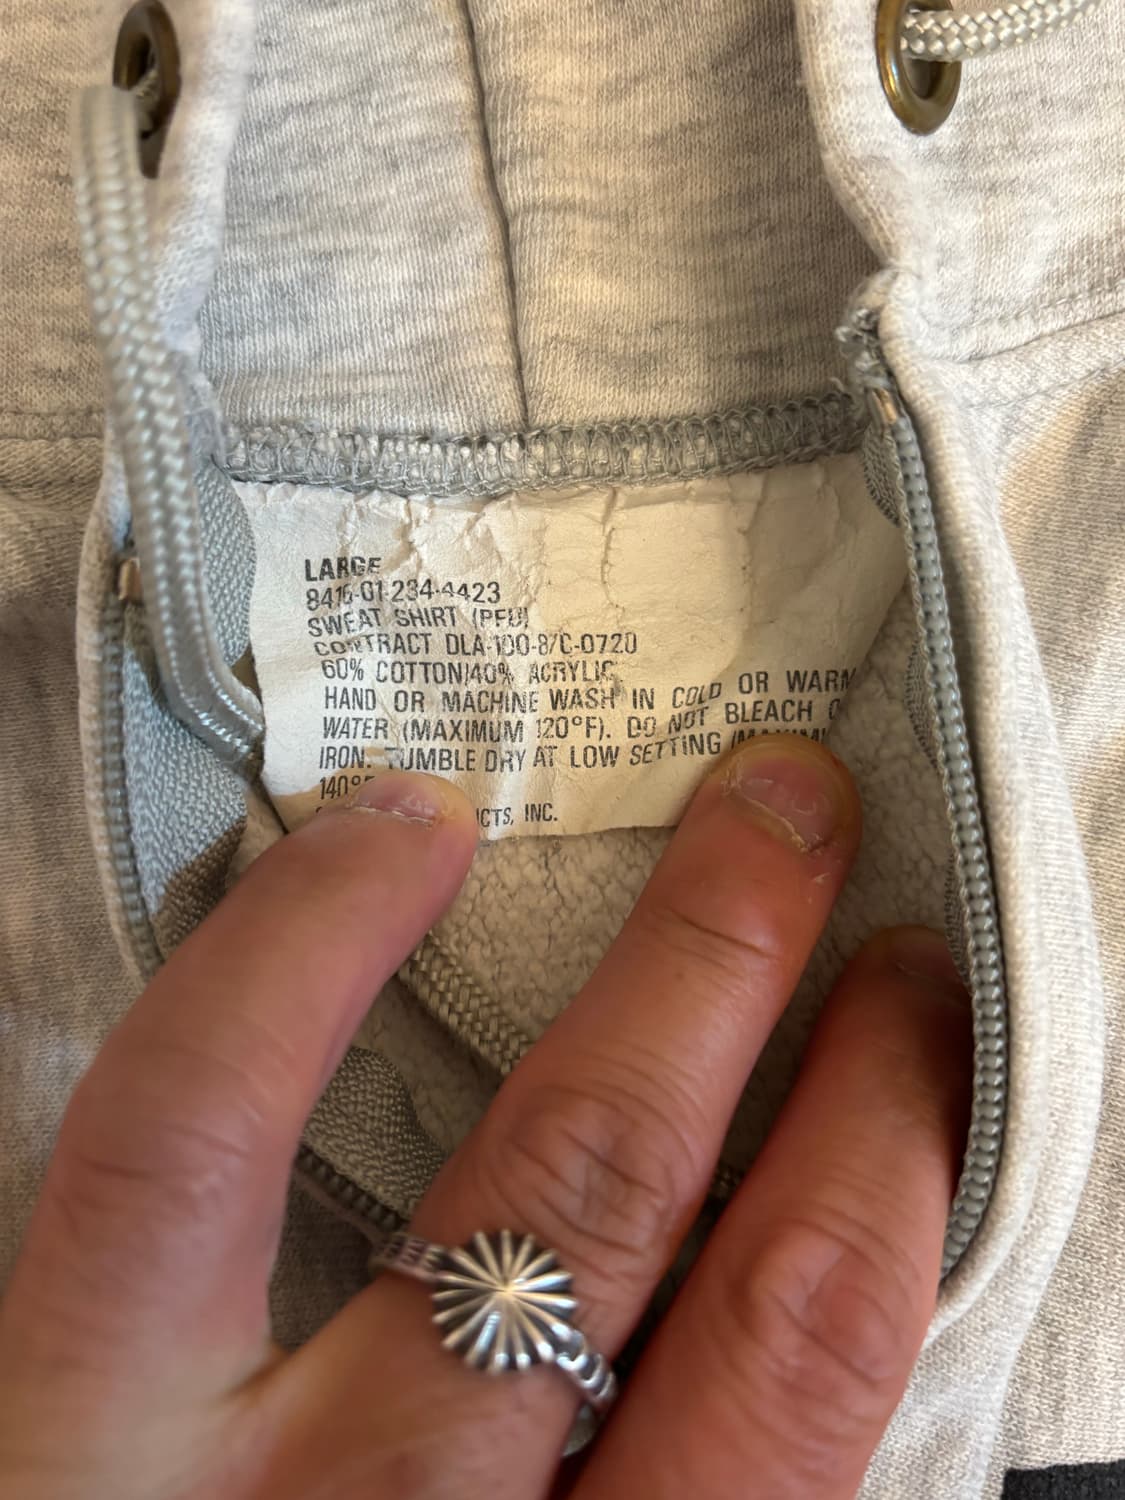 LARGE
8415-01-234-4423
SWEAT SHIRT (PFU)
CONTRACT DLA-100-87-C-0720
60% COTTON/40% ACRYLIC
HAND OR MACHINE WASH IN COLD OR WARM
WATER (MAXIMUM 120°F). DO NOT BLEACH
IRON. TUMBLE DRY AT LOW SETTING
140°F
INC.